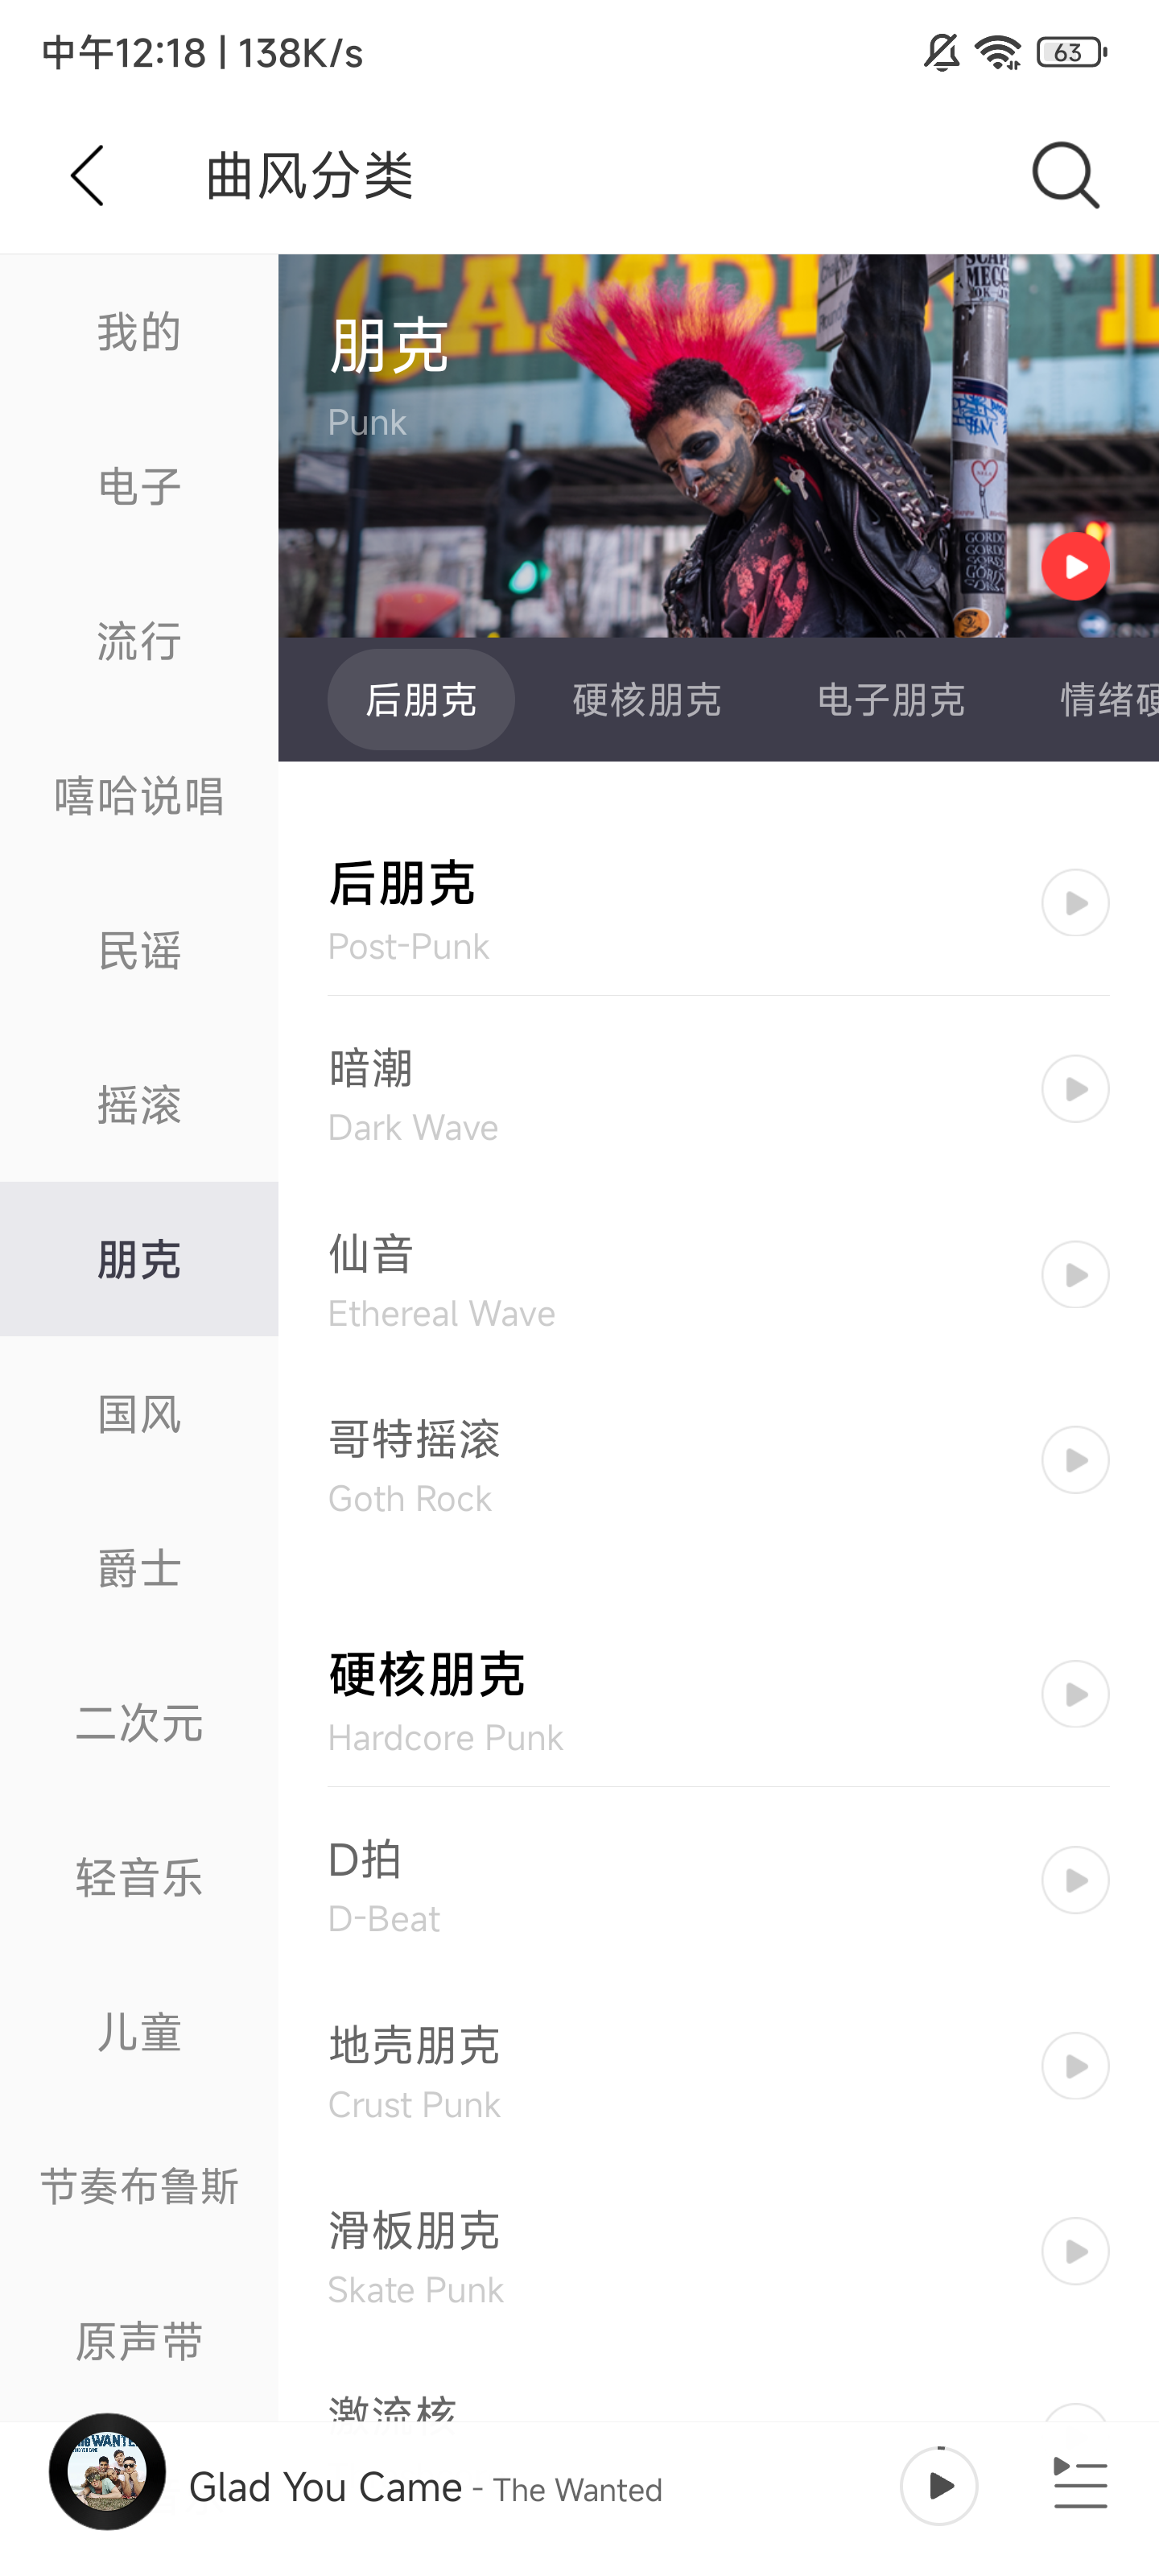 中午12:18 | 138K/s
63
曲风分类
我的
电子
流行
嘻哈说唱
民谣
摇滚
朋克
国风
爵士
二次元
轻音乐
儿童
节奏布鲁斯
原声带
朋克
Punk
后朋克
硬核朋克
电子朋克
情绪硬
后朋克
Post-Punk
暗潮
Dark Wave
仙音
Ethereal Wave
哥特摇滚
Goth Rock
硬核朋克
Hardcore Punk
D拍
D-Beat
地壳朋克
Crust Punk
滑板朋克
Skate Punk
激流核
Glad You Came - The Wanted